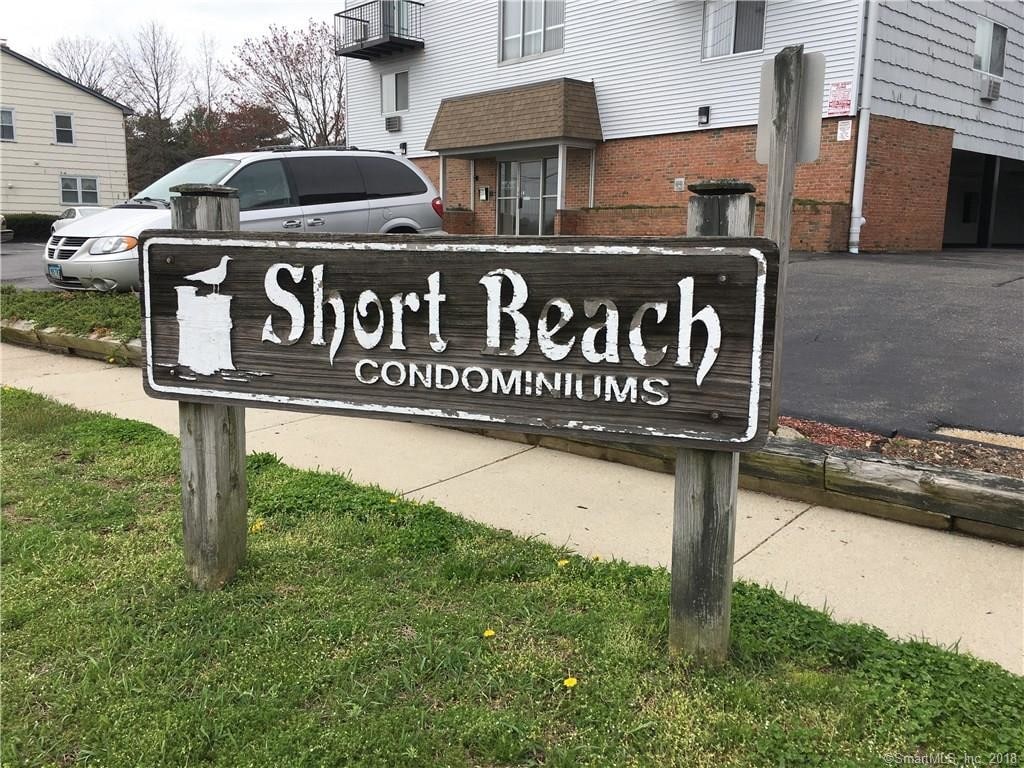 Short Beach
CONDOMINIUMS
©SmartMLS, Inc. 2018